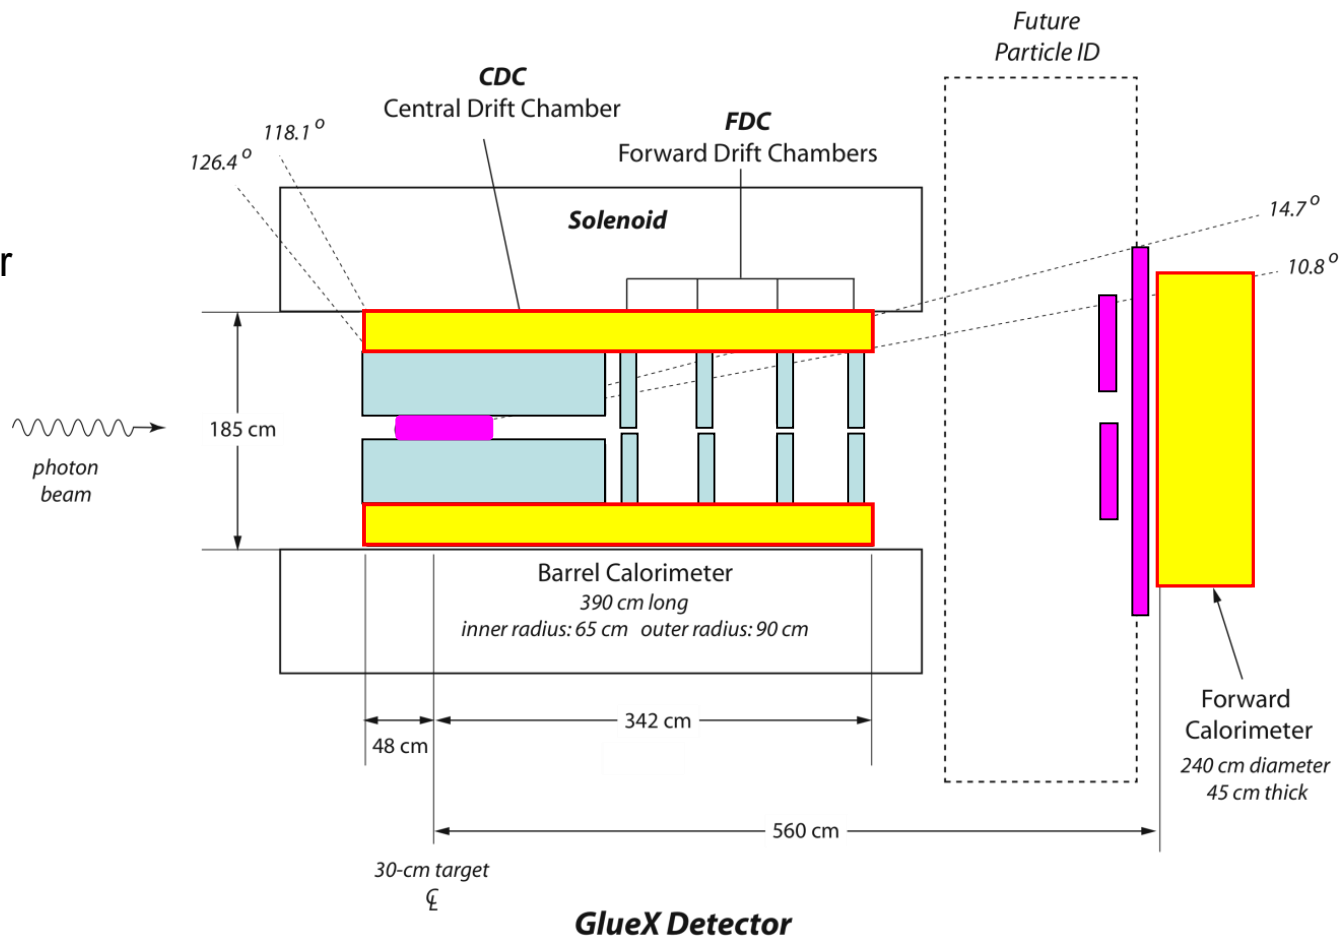 Future
Particle ID
CDC
Central Drift Chamber
FDC
Forward Drift Chambers
118.1°
126.4°
r
Solenoid
14.7°
10.8°
185 cm
photon
beam
Barrel Calorimeter
390 cm long
inner radius: 65 cm outer radius: 90 cm
342 cm
48 cm
Forward
Calorimeter
240 cm diameter
45 cm thick
560 cm
30-cm target
℄
GlueX Detector